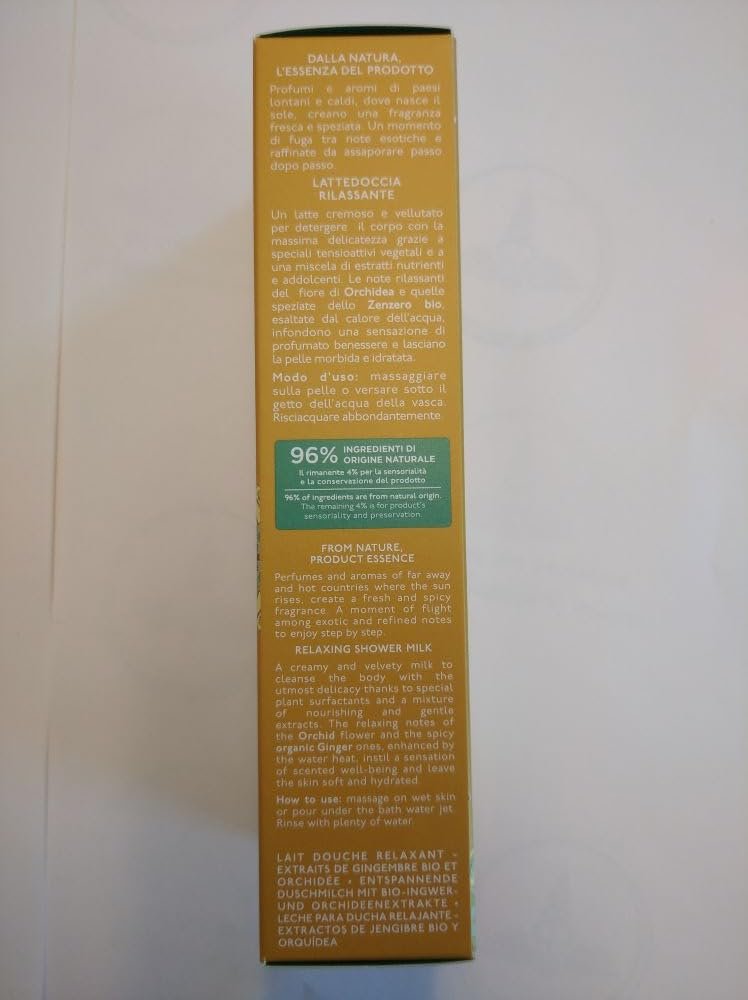 DALLA NATURA,
L'ESSENZA DEL PRODOTTO
Profumi e aromi di paesi
lontani e caldi, dove nasce il
sole, creano una fragranza
fresca e speziata. Un momento
di fuga tra note esotiche e
raffinate da assaporare passo
dopo passo.
LATTEDOCCIA
RILASSANTE
Un latte cremoso e vellutato
per detergere il corpo con la
massima delicatezza grazie a
speciali tensioattivi vegetali e a
una miscela di estratti nutrienti
e addolcenti. Le note rilassanti
del fiore di Orchidea e quelle
speziate dello Zenzero bio,
esaltate dal calore dell'acqua,
infondono una sensazione di
profumato benessere e lasciano
la pelle morbida e idratata.
Modo d'uso: massaggiare
sulla pelle o versare sotto il
getto dell'acqua della vasca.
Risciacquare abbondantemente.
96% INGREDIENTI DI
ORIGINE NATURALE
Il rimanente 4% per la sensorialità
e la conservazione del prodotto
96% of ingredients are from natural origin.
The remaining 4% is for product's
sensoriality and preservation.
FROM NATURE,
PRODUCT ESSENCE
Perfumes and aromas of far away
and hot countries where the sun
rises, create a fresh and spicy
fragrance. A moment of flight
among exotic and refined notes
to enjoy step by step.
RELAXING SHOWER MILK
A creamy and velvety milk to
cleanse the body with the
utmost delicacy thanks to special
plant surfactants and a mixture
of nourishing and gentle
extracts. The relaxing notes of
the Orchid flower and the spicy
organic Ginger ones, enhanced by
the water heat, instil a sensation
of scented well-being and leave
the skin soft and hydrated.
How to use: massage on wet skin
or pour under the bath water jet.
Rinse with plenty of water.
LAIT DOUCHE RELAXANT -
EXTRAITS DE GINGEMBRE BIO ET
ORCHIDÉE • ENTSPANNENDE
DUSCHMILCH MIT BIO-INGWER-
UND ORCHIDEENEXTRAKTE •
LECHE PARA DUCHA RELAJANTE -
EXTRACTOS DE JENGIBRE BIO Y
ORQUÍDEA